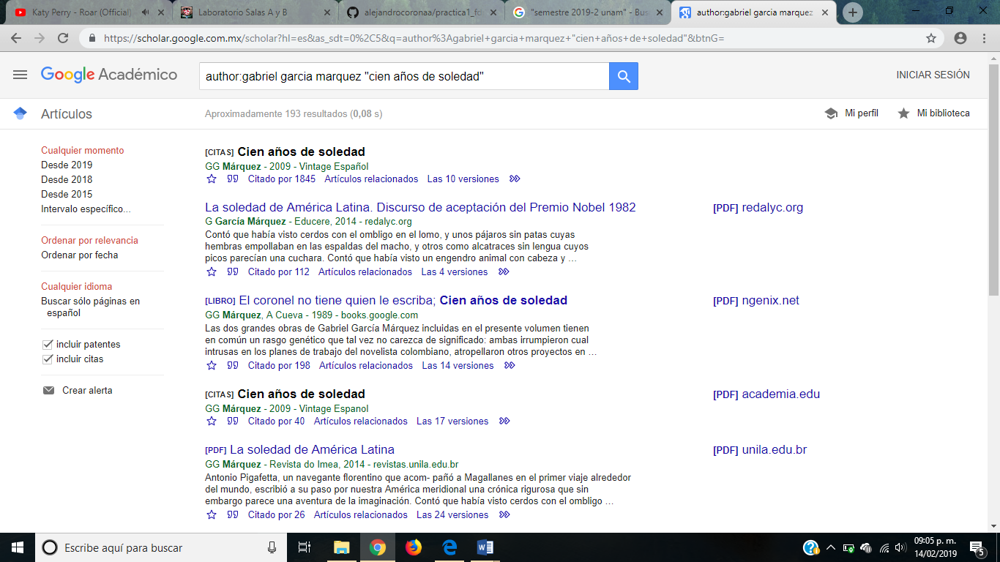 Katy Perry - Roar (Official)
Laboratorio Salas A y B
alejandrocoronaa/practica1_fd
"semestre 2019-2 unam" - Bus
author:gabriel garcia marquez
https://scholar.google.com.mx/scholar?hl=es&as_sdt=0%2C5&q=author%3Agabriel+garcia+marquez+"cien+años+de+soledad"&btnG=
Google Académico
author:gabriel garcia marquez "cien años de soledad"
INICIAR SESIÓN
Artículos
Aproximadamente 193 resultados (0,08 s)
Mi perfil
Mi biblioteca
Cualquier momento
Desde 2019
Desde 2018
Desde 2015
Intervalo específico...
Ordenar por relevancia
Ordenar por fecha
Cualquier idioma
Buscar sólo páginas en
español
incluir patentes
incluir citas
Crear alerta
[CITAS] Cien años de soledad
GG Márquez - 2009 - Vintage Español
Citado por 1845 Artículos relacionados Las 10 versiones
La soledad de América Latina. Discurso de aceptación del Premio Nobel 1982
[PDF] redalyc.org
G García Márquez - Educere, 2014 - redalyc.org
Contó que había visto cerdos con el ombligo en el lomo, y unos pájaros sin patas cuyas
hembras empollaban en las espaldas del macho, y otros como alcatraces sin lengua cuyos
picos parecían una cuchara. Contó que había visto un engendro animal con cabeza y ...
Citado por 112 Artículos relacionados Las 4 versiones
[LIBRO] El coronel no tiene quien le escriba; Cien años de soledad
[PDF] ngenix.net
GG Márquez, A Cueva - 1989 - books.google.com
Las dos grandes obras de Gabriel García Márquez incluidas en el presente volumen tienen
en común un rasgo genético que tal vez no carezca de significado: ambas irrumpieron cual
intrusas en los planes de trabajo del novelista colombiano, atropellaron otros proyectos en ...
Citado por 198 Artículos relacionados Las 14 versiones
[CITAS] Cien años de soledad
[PDF] academia.edu
GG Márquez - 2009 - Vintage Espanol
Citado por 40 Artículos relacionados Las 17 versiones
[PDF] La soledad de América Latina
[PDF] unila.edu.br
GG Márquez - Revista do Imea, 2014 - revistas.unila.edu.br
Antonio Pigafetta, un navegante florentino que acom- pañó a Magallanes en el primer viaje alrededor
del mundo, escribió a su paso por nuestra América meridional una crónica rigurosa que sin
embargo parece una aventura de la imaginación. Contó que había visto cerdos con el ombligo ...
Citado por 26 Artículos relacionados Las 24 versiones
Escribe aquí para buscar
09:05 p. m.
14/02/2019
5